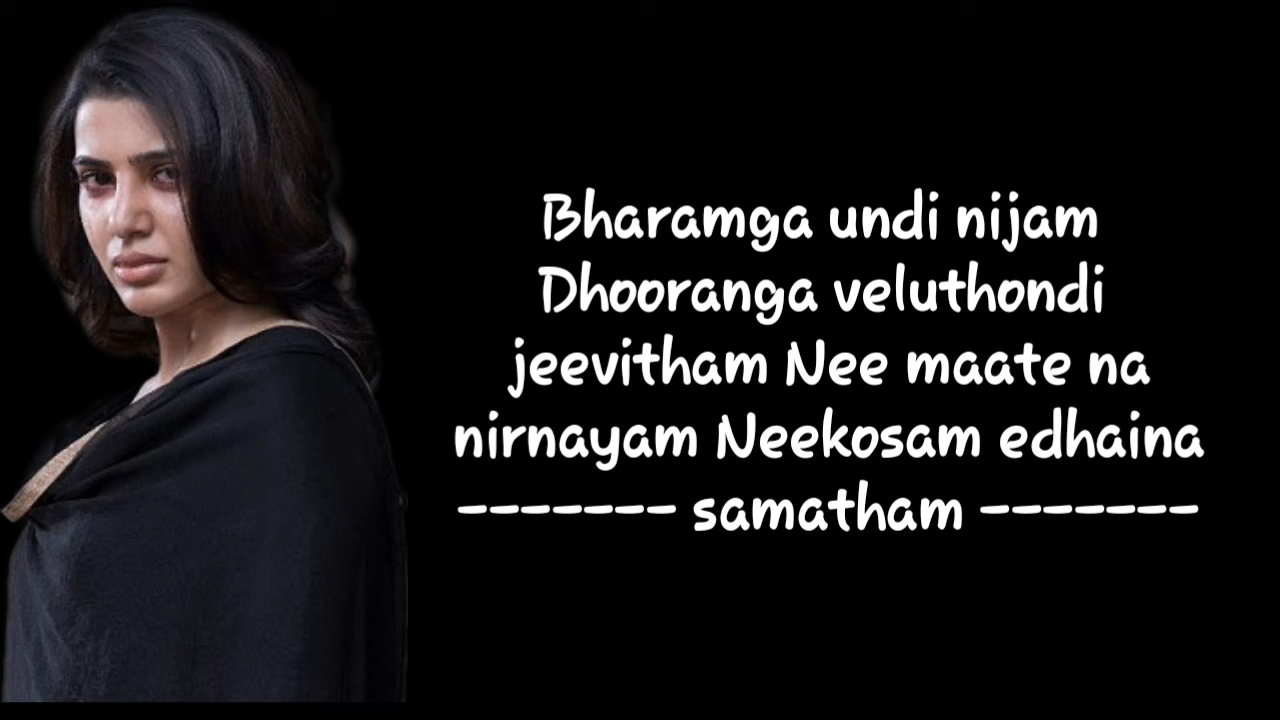 Bharamga undi nijam
Dhooranga veluthondi
jeevitham Nee maate na
nirnayam Neekosam edhaina
------- samatham -------